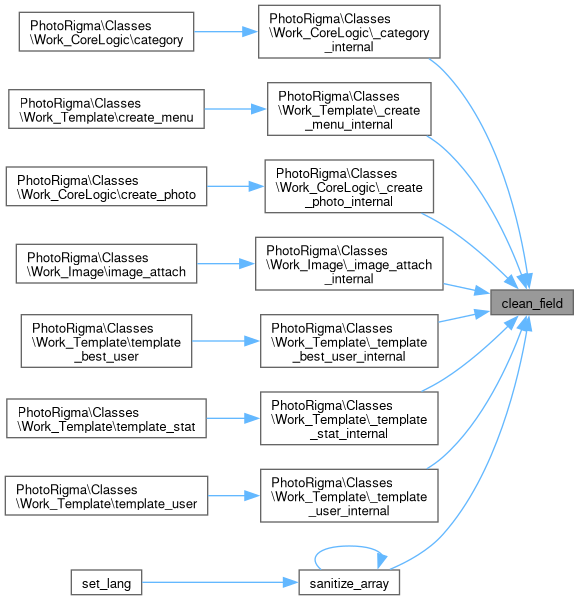 PhotoRigma\Classes
\Work_CoreLogic\category
PhotoRigma\Classes
\Work_CoreLogic\_category
_internal
PhotoRigma\Classes
\Work_Template\create_menu
PhotoRigma\Classes
\Work_Template\_create
_menu_internal
PhotoRigma\Classes
\Work_CoreLogic\create_photo
PhotoRigma\Classes
\Work_CoreLogic\_create
_photo_internal
PhotoRigma\Classes
\Work_Image\image_attach
PhotoRigma\Classes
\Work_Image\_image_attach
_internal
clean_field
PhotoRigma\Classes
\Work_Template\template
_best_user
PhotoRigma\Classes
\Work_Template\_template
_best_user_internal
PhotoRigma\Classes
\Work_Template\template_stat
PhotoRigma\Classes
\Work_Template\_template
_stat_internal
PhotoRigma\Classes
\Work_Template\template_user
PhotoRigma\Classes
\Work_Template\_template
_user_internal
set_lang
sanitize_array